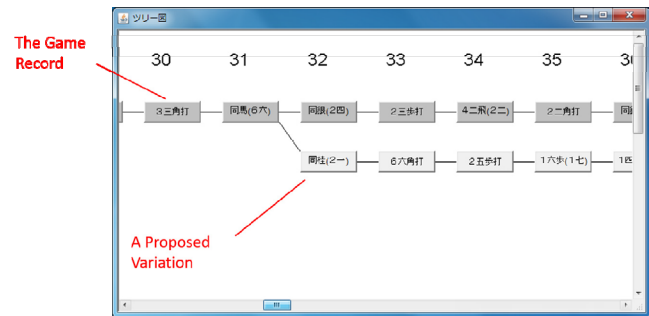 ツリー図
The Game
Record
30 31 32 33 34 35
3三角打 同馬(6六) 同銀(2四) 2三歩打 4二飛(2二) 2二角打
同桂(2一) 6六角打 2五歩打 1六歩(1七)
A Proposed
Variation